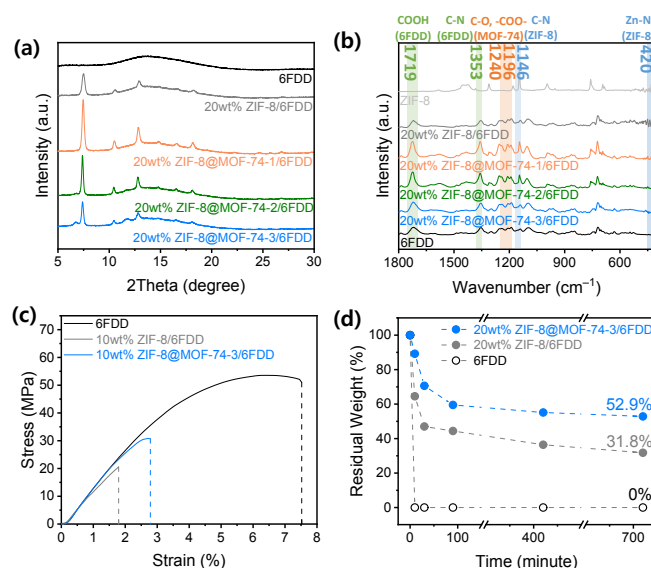 (a)
Intensity (a.u.)
6FDD
20wt% ZIF-8/6FDD
20wt% ZIF-8@MOF-74-1/6FDD
20wt% ZIF-8@MOF-74-2/6FDD
20wt% ZIF-8@MOF-74-3/6FDD
5 10 15 20 25 30
2Theta (degree)
(b)
COOH C-N C-O, -COO- C-N Zn-N
(6FDD) (6FDD) (MOF-74) (ZIF-8) (ZIF-8)
1719 1353 1240 1196 1146 420
Intensity (a.u.)
ZIF-8
20wt% ZIF-8/6FDD
20wt% ZIF-8@MOF-74-1/6FDD
20wt% ZIF-8@MOF-74-2/6FDD
20wt% ZIF-8@MOF-74-3/6FDD
6FDD
1800 1500 1200 900 600
Wavenumber (cm⁻¹)
(c)
6FDD
10wt% ZIF-8/6FDD
10wt% ZIF-8@MOF-74-3/6FDD
Stress (MPa)
70
60
50
40
30
20
10
0
0 1 2 3 4 5 6 7 8
Strain (%)
(d)
20wt% ZIF-8@MOF-74-3/6FDD
20wt% ZIF-8/6FDD
6FDD
Residual Weight (%)
100
80
60
40
20
0
52.9%
31.8%
0%
0 100 400 700
Time (minute)